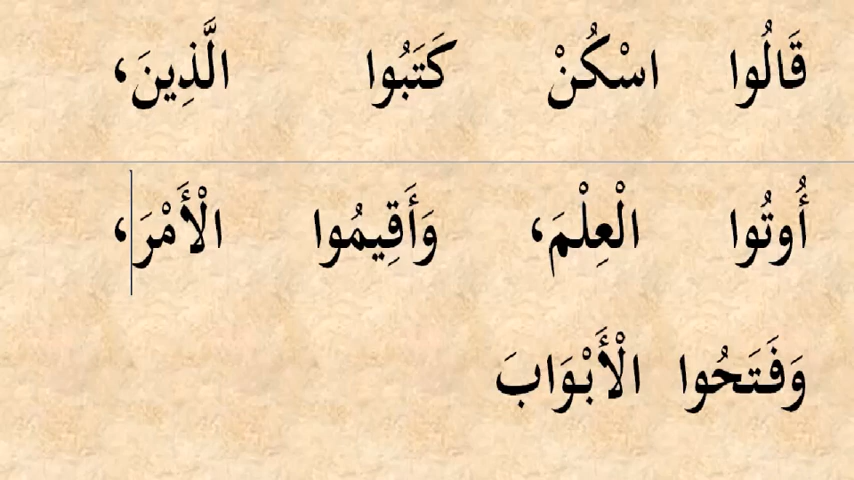 قَالُوا اسْكُنْ كَتَبُوا الَّذِينَ،
أُوتُوا الْعِلْمَ، وَأَقِيمُوا الْأَمْرَ،
وَفَتَحُوا الْأَبْوَابَ